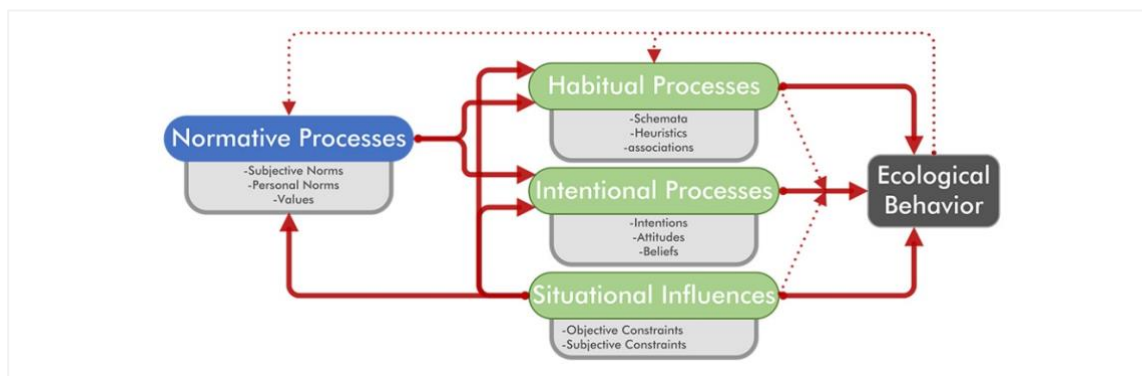 Habitual Processes
-Schemata
-Heuristics
-associations
Normative Processes
-Subjective Norms
-Personal Norms
-Values
Intentional Processes
-Intentions
-Attitudes
-Beliefs
Ecological
Behavior
Situational Influences
-Objective Constraints
-Subjective Constraints